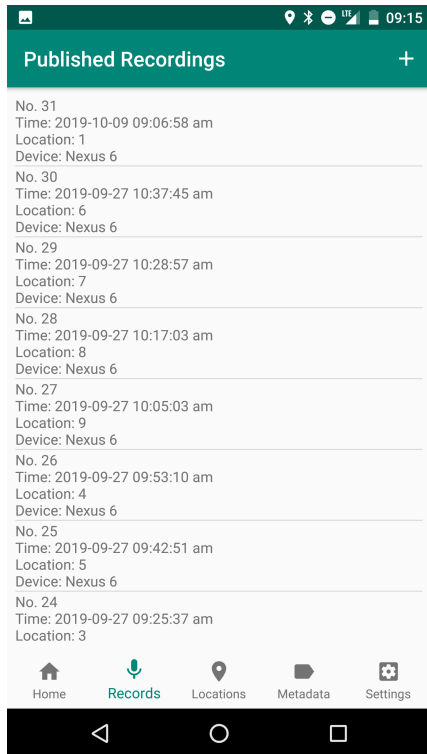 LTE 09:15
Published Recordings +
No. 31
Time: 2019-10-09 09:06:58 am
Location: 1
Device: Nexus 6
No. 30
Time: 2019-09-27 10:37:45 am
Location: 6
Device: Nexus 6
No. 29
Time: 2019-09-27 10:28:57 am
Location: 7
Device: Nexus 6
No. 28
Time: 2019-09-27 10:17:03 am
Location: 8
Device: Nexus 6
No. 27
Time: 2019-09-27 10:05:03 am
Location: 9
Device: Nexus 6
No. 26
Time: 2019-09-27 09:53:10 am
Location: 4
Device: Nexus 6
No. 25
Time: 2019-09-27 09:42:51 am
Location: 5
Device: Nexus 6
No. 24
Time: 2019-09-27 09:25:37 am
Location: 3
Home Records Locations Metadata Settings